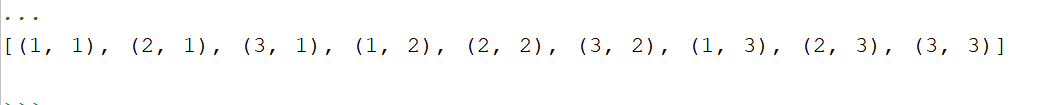 ...
[(1, 1), (2, 1), (3, 1), (1, 2), (2, 2), (3, 2), (1, 3), (2, 3), (3, 3)]